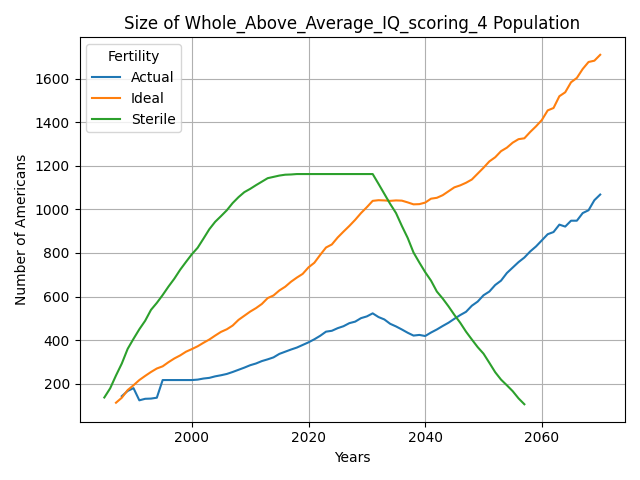 Size of Whole_Above_Average_IQ_scoring_4 Population
Fertility
Actual
Ideal
Sterile
1600
1400
1200
1000
800
600
400
200
Number of Americans
2000
2020
2040
2060
Years